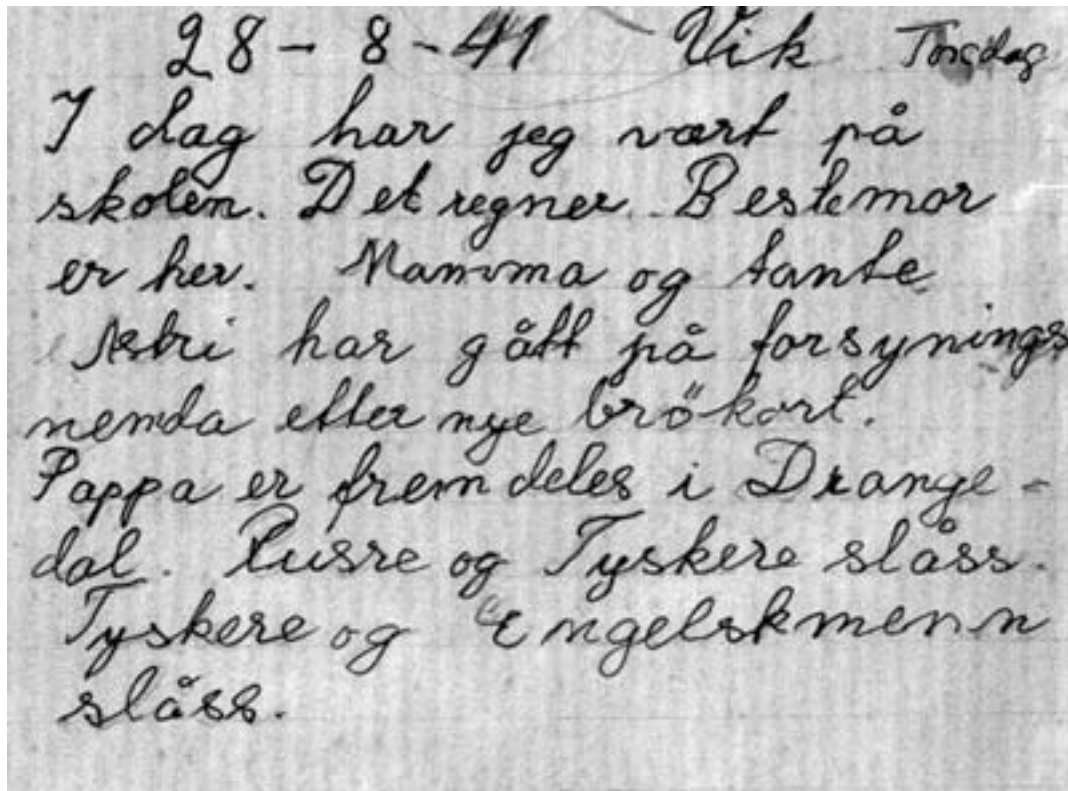 28 - 8 - 41 Vik Torsdag
I dag har jeg vært på
skolen. Det regner. Bestemor
er her. Mamma og tante
Astri har gått på forsynings
nemda etter nye brökort.
Pappa er fremdeles i Drange-
dal. Russre og Tyskere slåss.
Tyskere og Engelskmenn
slåss.